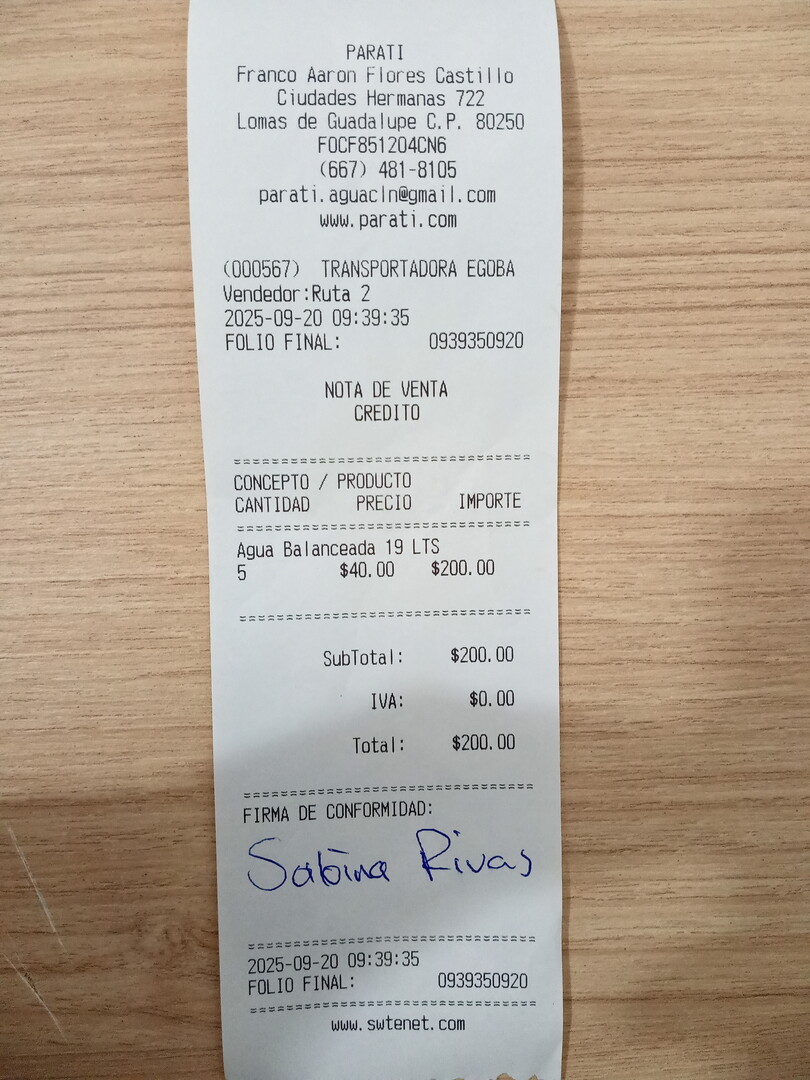 PARATI
Franco Aaron Flores Castillo
Ciudades Hermanas 722
Lomas de Guadalupe C.P. 80250
FOCF851204CN6
(667) 481-8105
parati.aguacln@gmail.com
www.parati.com
(000567) TRANSPORTADORA EGOBA
Vendedor:Ruta 2
2025-09-20 09:39:35
FOLIO FINAL: 0939350920
NOTA DE VENTA
CREDITO
CONCEPTO / PRODUCTO
CANTIDAD PRECIO IMPORTE
Agua Balanceada 19 LTS
5 $40.00 $200.00
SubTotal: $200.00
IVA: $0.00
Total: $200.00
FIRMA DE CONFORMIDAD:
Sabina Rivas
2025-09-20 09:39:35
FOLIO FINAL: 0939350920
www.swtenet.com